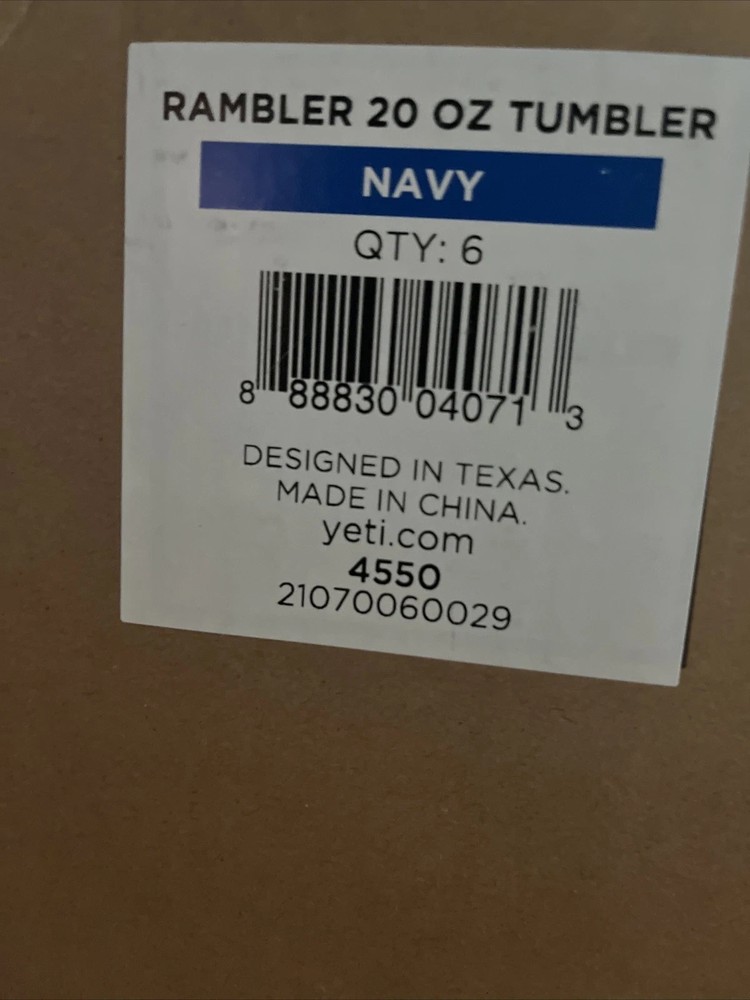 RAMBLER 20 OZ TUMBLER
NAVY
QTY: 6
8 88830 04071 3
DESIGNED IN TEXAS.
MADE IN CHINA.
yeti.com
4550
21070060029